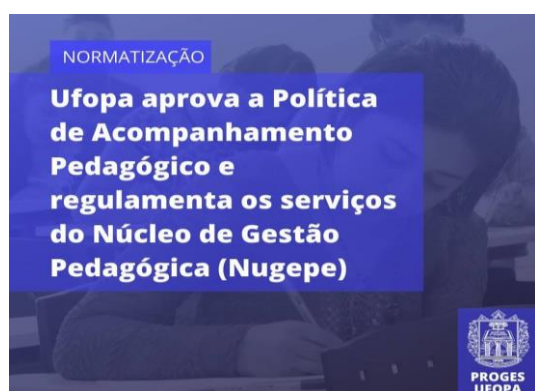 NORMATIZAÇÃO
Ufopa aprova a Política
de Acompanhamento
Pedagógico e
regulamenta os serviços
do Núcleo de Gestão
Pedagógica (Nugepe)
PROGES
UFOPA